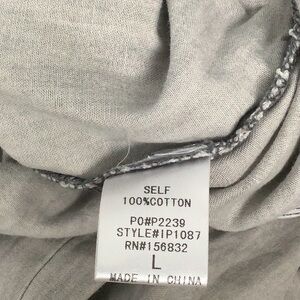 SELF
100%COTTON
PO#P2239
STYLE#IP1087
RN#156832
L
MADE IN CHINA